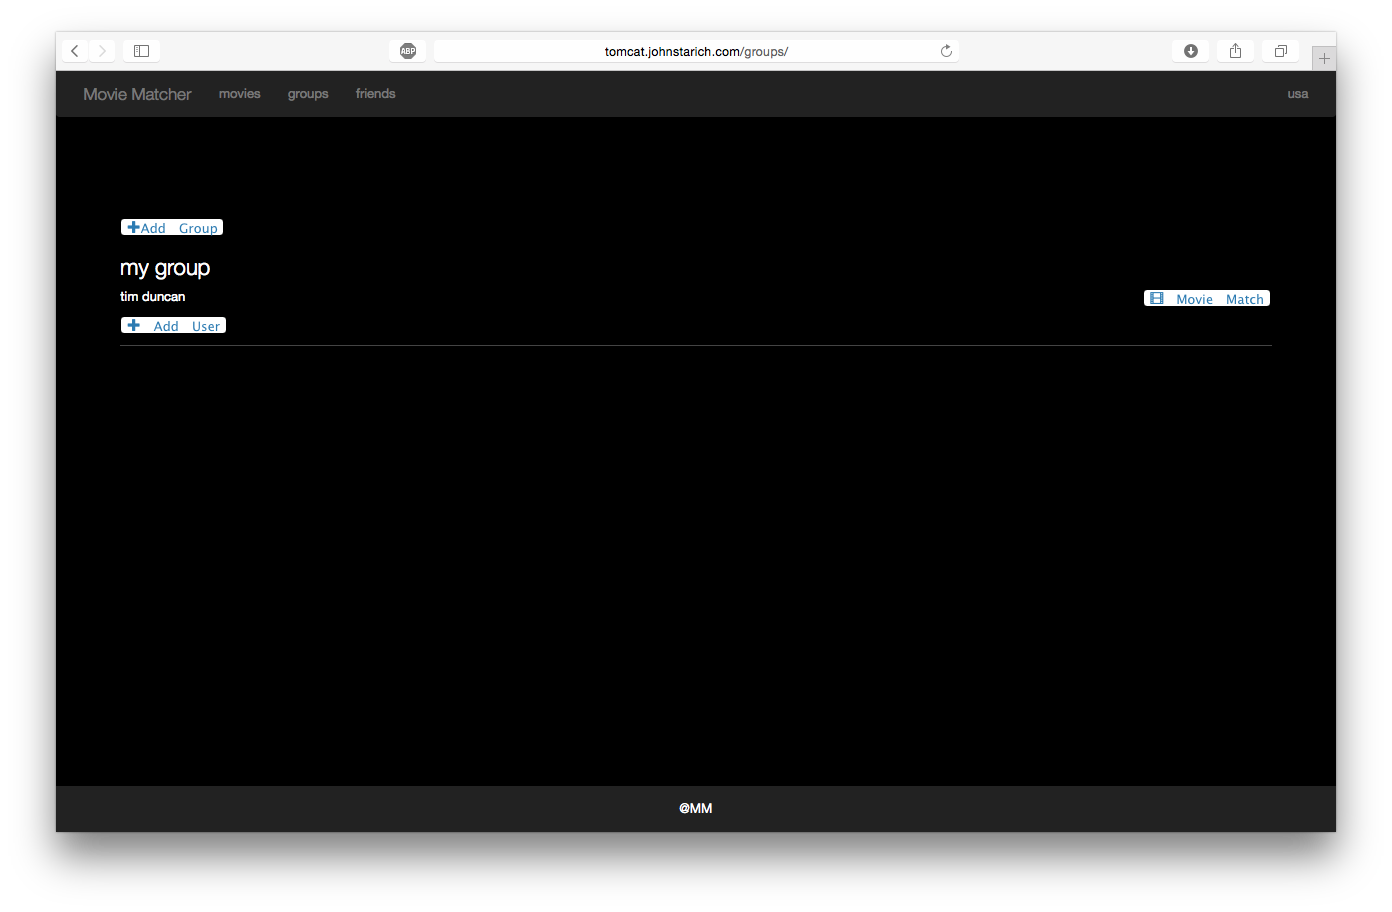 ABP
tomcat.johnstarich.com/groups/
Movie Matcher movies groups friends usa
Add Group
my group
tim duncan
Movie Match
Add User
@MM